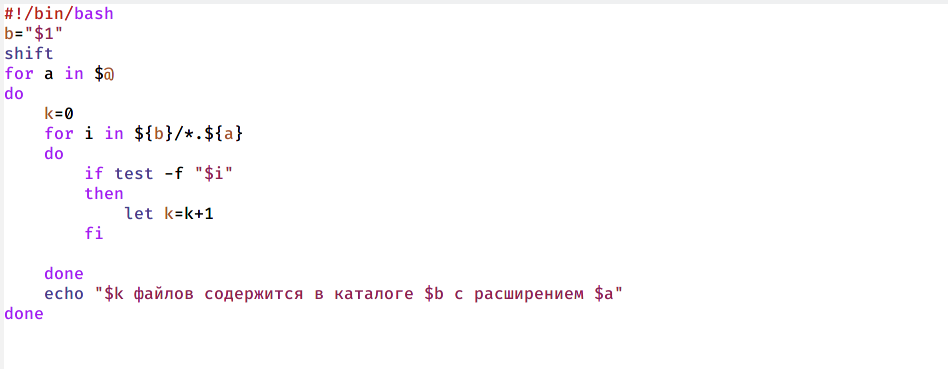 #!/bin/bash
b="$1"
shift
for a in $@
do
    k=0
    for i in ${b}/*.${a}
    do
        if test -f "$i"
        then
            let k=k+1
        fi

    done
    echo "$k файлов содержится в каталоге $b с расширением $a"
done